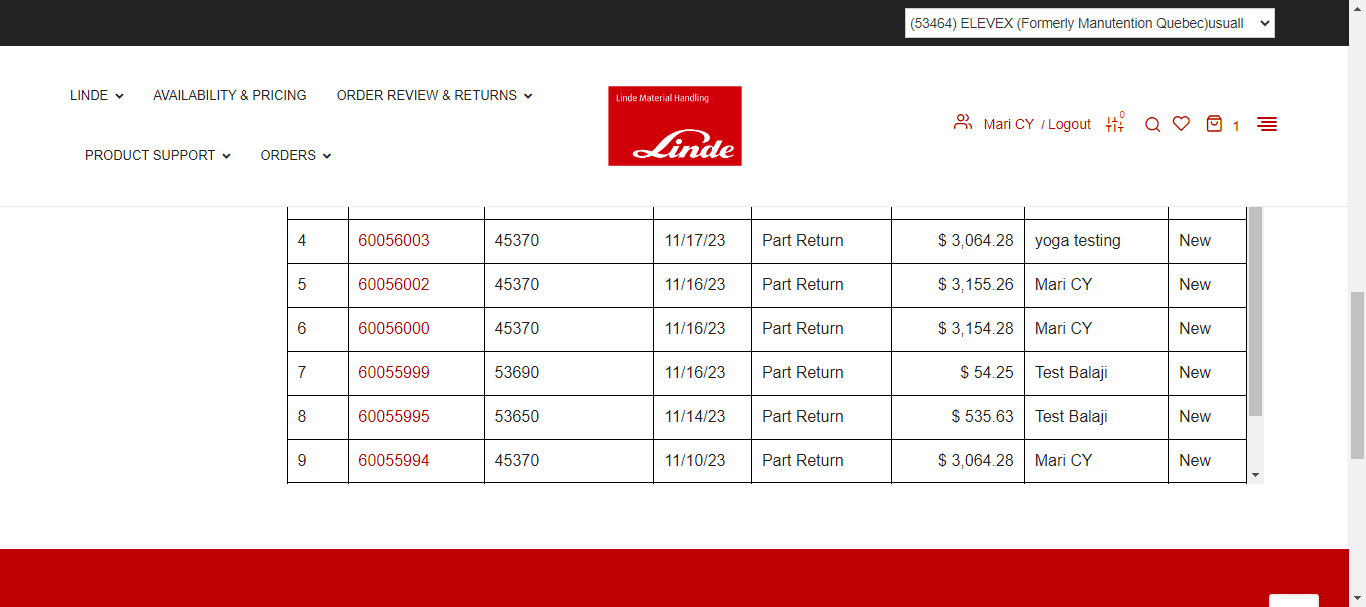 (53464) ELEVEX (Formerly Manutention Quebec)usuall
LINDE AVAILABILITY & PRICING ORDER REVIEW & RETURNS
PRODUCT SUPPORT ORDERS
Linde Material Handling
Linde
Mari CY / Logout 0 1
4 60056003 45370 11/17/23 Part Return $ 3,064.28 yoga testing New
5 60056002 45370 11/16/23 Part Return $ 3,155.26 Mari CY New
6 60056000 45370 11/16/23 Part Return $ 3,154.28 Mari CY New
7 60055999 53690 11/16/23 Part Return $ 54.25 Test Balaji New
8 60055995 53650 11/14/23 Part Return $ 535.63 Test Balaji New
9 60055994 45370 11/10/23 Part Return $ 3,064.28 Mari CY New